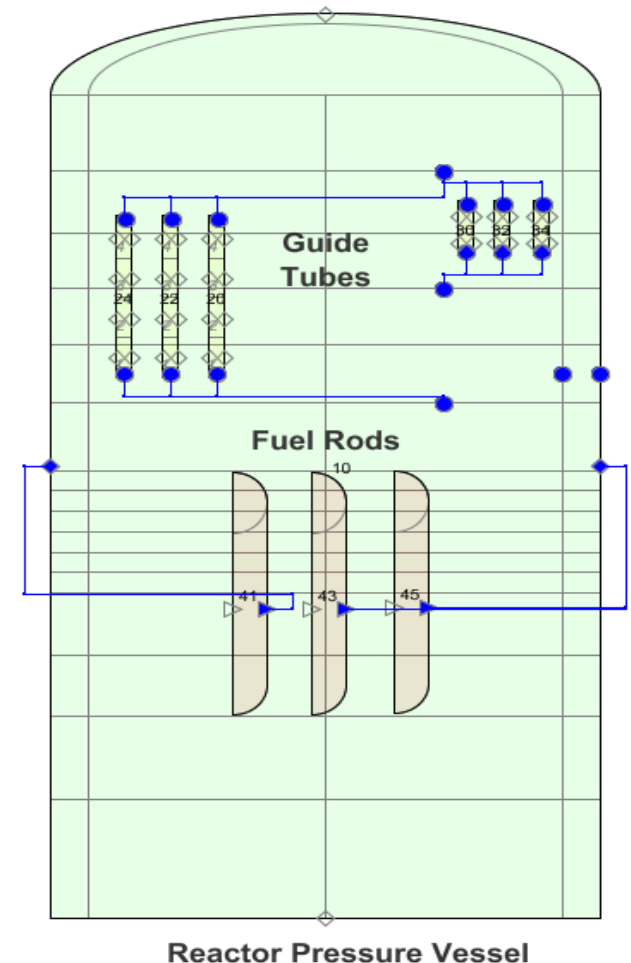 30 32 34
Guide
Tubes
24 22 20
Fuel Rods
10
41 43 45
Reactor Pressure Vessel